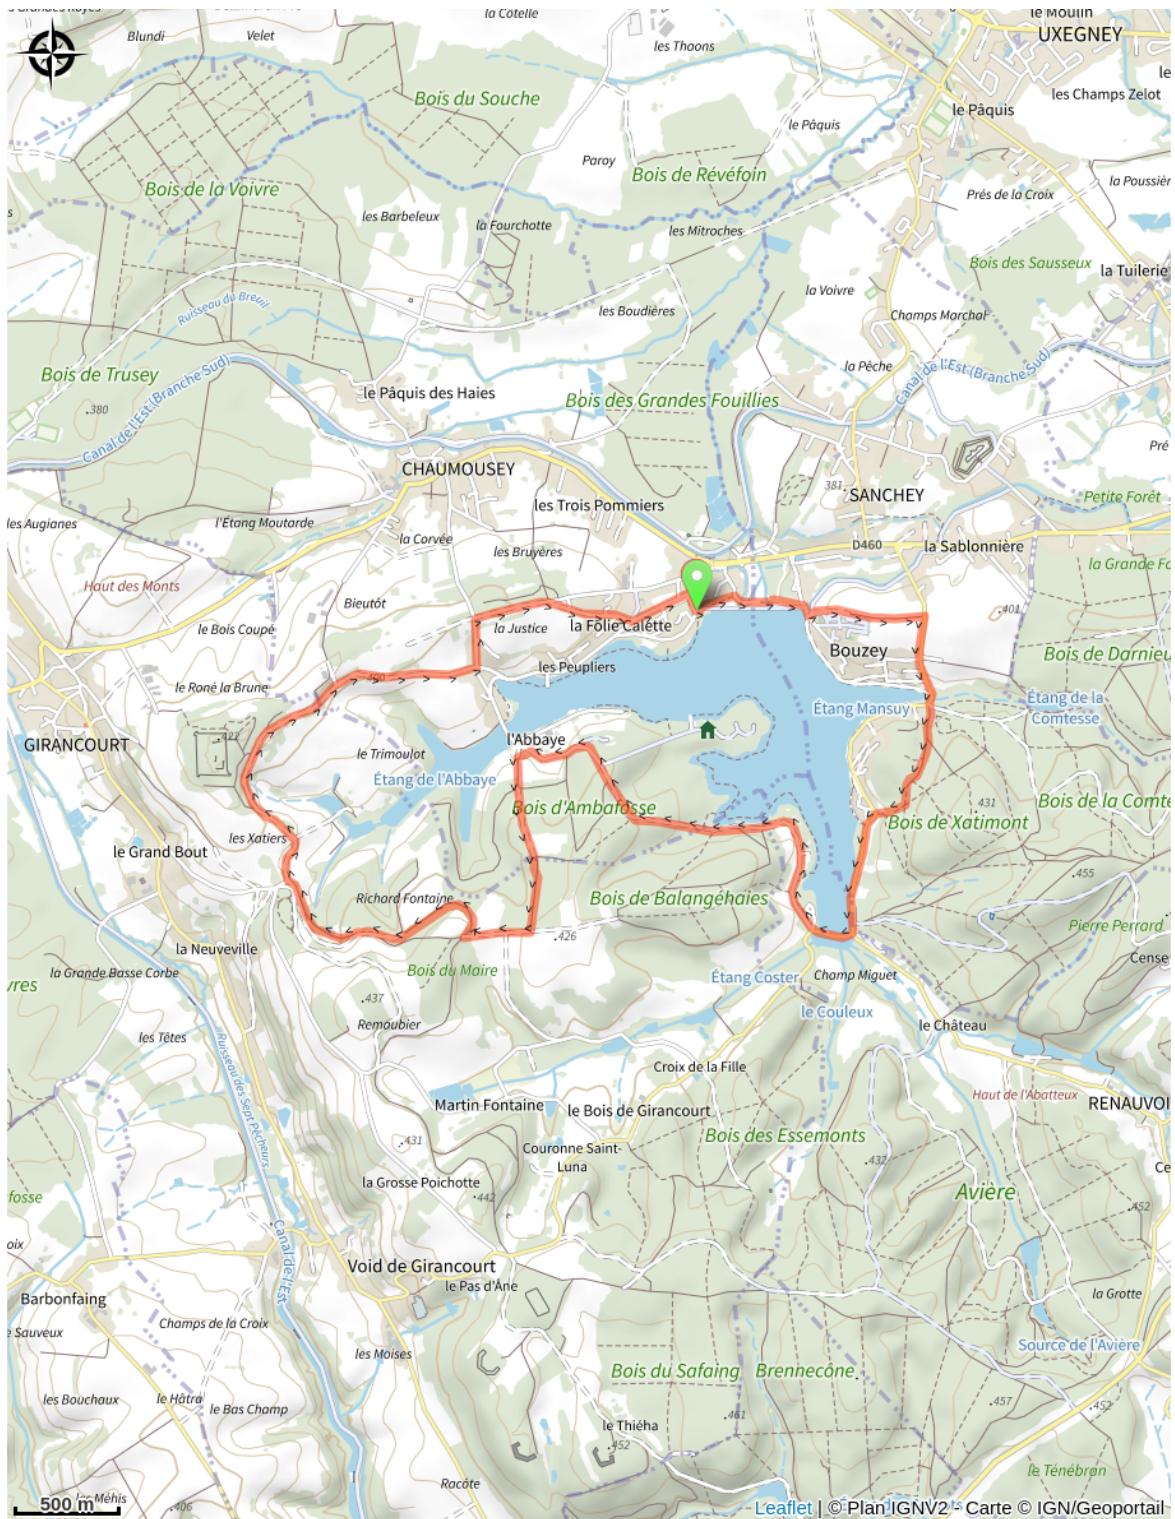 la Côtelle
le Moulin
UXEGNEY
Blundi
Velet
les Thaons
le
les Champs Zelot
Bois du Souche
le Pâquis
le Pâquis
Paroy
Bois de Révéfoin
la Poussièr
Bois de la Voivre
Prés de la Croix
s
les Barbeleux
la Fourchotte
les Mitroches
Bois des Sausseux
la Tuilerie
la Voivre
Ruisseau du Breuil
les Boudières
Champs Marchal
Canal de l'Est (Branche Sud)
la Pêche
Bois de Trusey
le Pâquis des Haies
Bois des Grandes Fouillies
Canal de l'Est (Branche Sud)
.380
Pré
CHAUMOUSEY
381
SANCHEY
Petite Forêt
les Trois Pommiers
les Augianes
l'Étang Moutarde
la Corvée
D460
la Sablonnière
les Bruyères
la Grande Fo
Haut des Monts
Bieutôt
.401
le Bois Coupé
la Justice
la Folie Calette
Bouzey
Bois de Darnieu
les Peupliers
le Roné la Brune
Étang Mansuy
Étang de la
Comtesse
.423
GIRANCOURT
l'Abbaye
le Trimoulot
Étang de l'Abbaye
Bois d'Ambafosse
431
Bois de la Comte
Bois de Xatimont
les Xatiers
le Grand Bout
.455
Richard Fontaine
Bois de Balangéhaies
Pierre Perrard
.426
la Neuveville
Cense
la Grande Basse Corbe
Bois du Maire
Étang Coster
Champ Miguet
vres
.437
le Couleux
Remoubier
le Château
les Têtes
Ruisseau des Sept Pêcheurs
Croix de la Fille
Haut de l'Abatteux
RENAUVOI
Martin Fontaine
le Bois de Girancourt
.431
Bois des Essemonts
Couronne Saint-
Luna
.432
Ce
la Grosse Poichotte
.442
Avière
fosse
.452
oix
Canal de l'Est
Void de Girancourt
le Pas d'Âne
Barbonfaing
la Grotte
Champs de la Croix
e Sauveux
Source de l'Avière
les Moises
Bois du Safaing
Brennecône
les Bouchaux
le Hâtra
le Bas Champ
.457
.452
.461
le Thiéha
.452
le Ténébran
Racôte
les Méhis
500 m
.406
Leaflet | © Plan IGNV2 - Carte © IGN/Geoportail